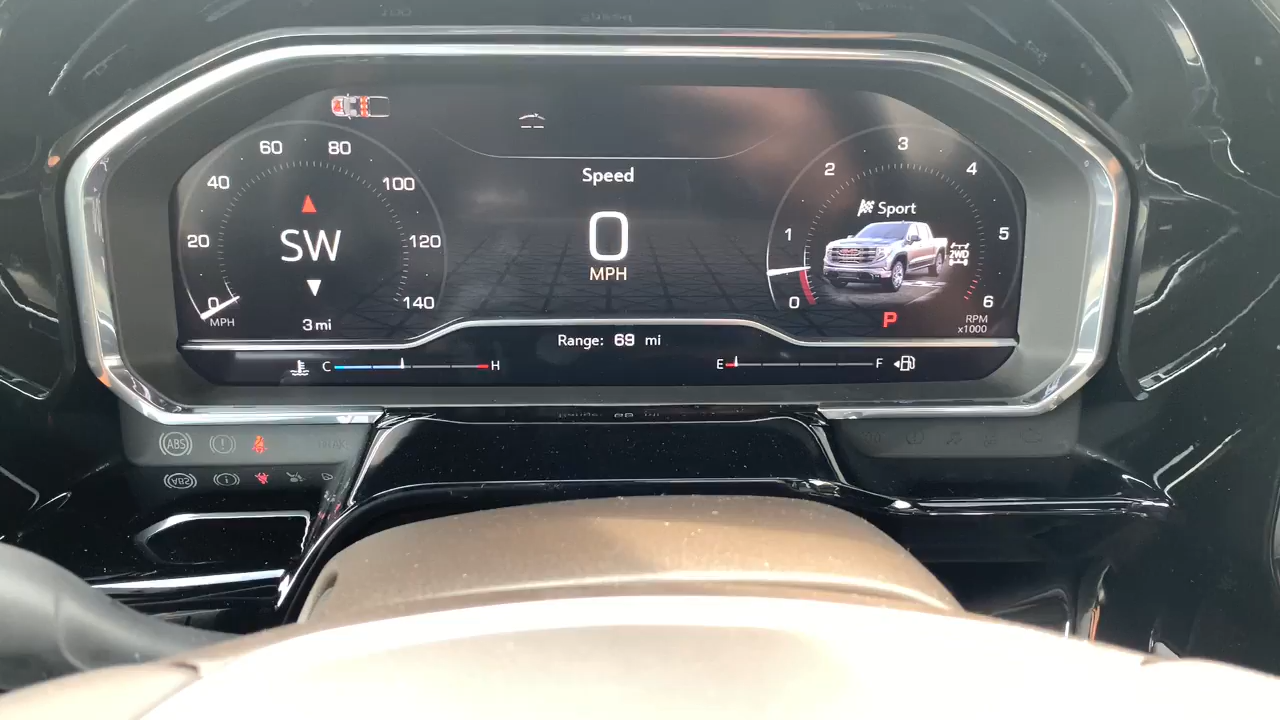 60 80
40 100
20 120
0 140
MPH
SW
3 mi
Speed
0
MPH
Range: 69 mi
C H
E F
3
2 4
1 5
0 6
Sport
2WD
P
RPM
x1000
ABS